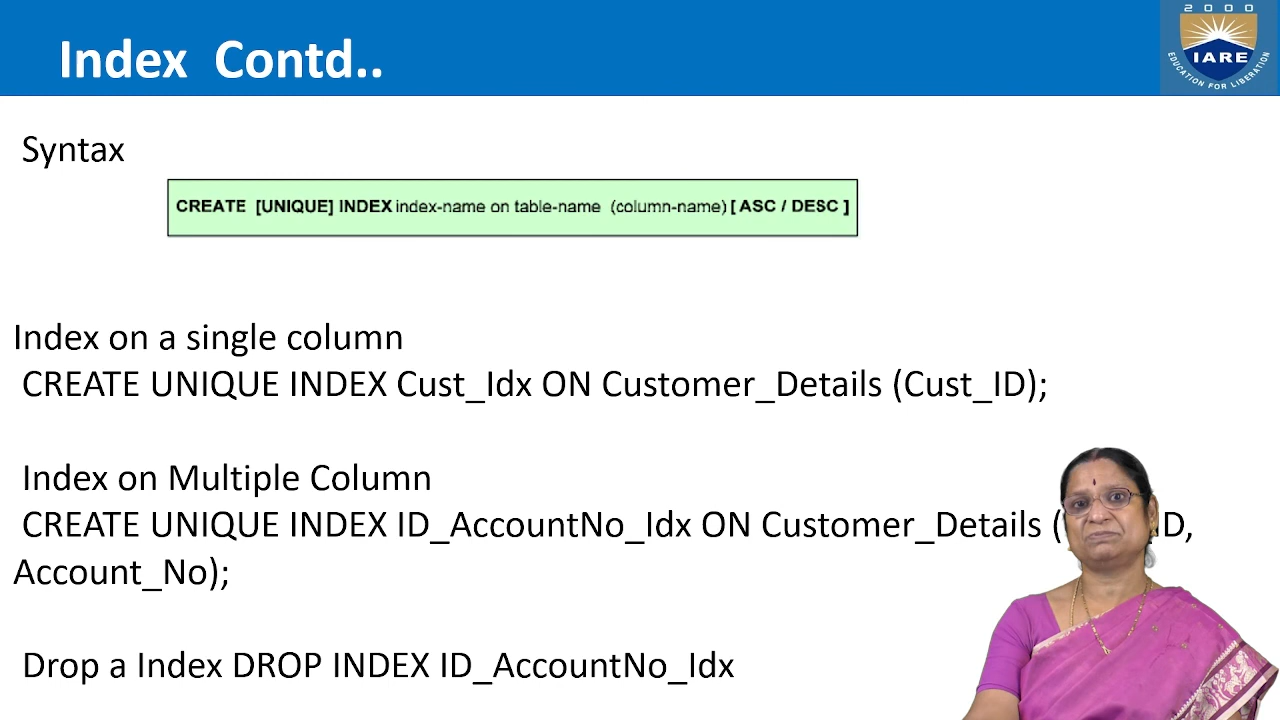 Index Contd..
2000
IARE
EDUCATION FOR LIBERATION
Syntax
CREATE [UNIQUE] INDEX index-name on table-name (column-name) [ ASC / DESC ]
Index on a single column
CREATE UNIQUE INDEX Cust_Idx ON Customer_Details (Cust_ID);
Index on Multiple Column
CREATE UNIQUE INDEX ID_AccountNo_Idx ON Customer_Details ( D,
Account_No);
Drop a Index DROP INDEX ID_AccountNo_Idx